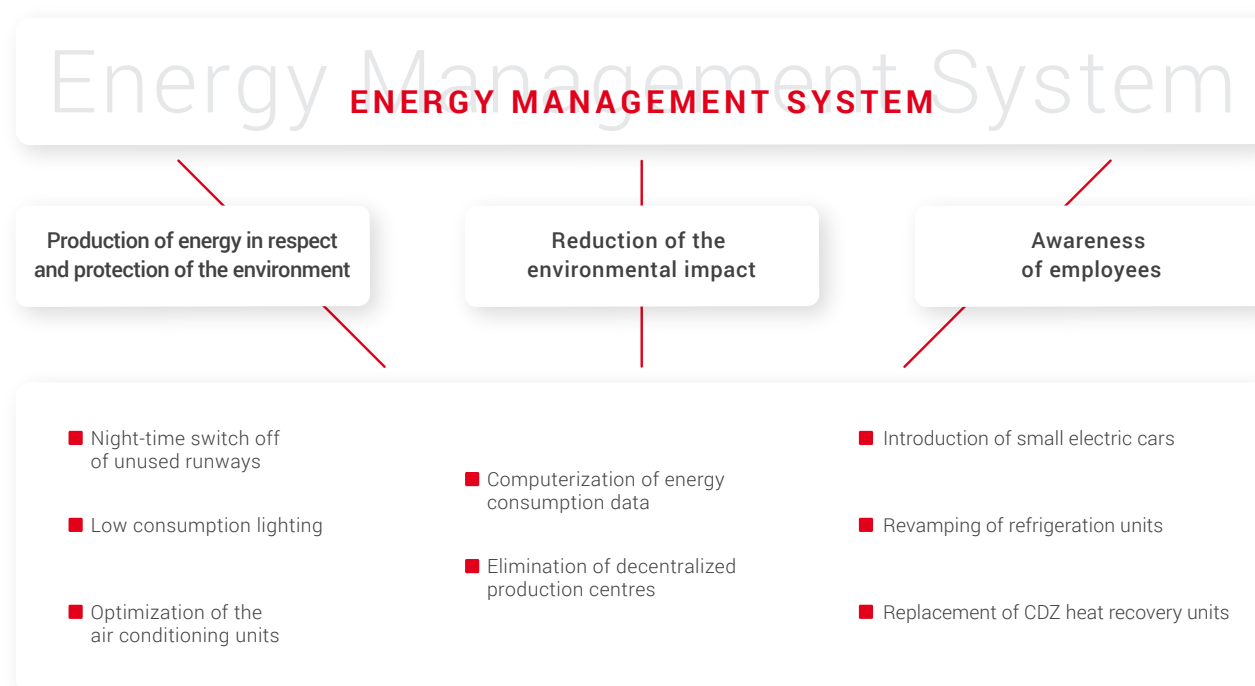 Energy Management System
ENERGY MANAGEMENT SYSTEM
Production of energy in respect
and protection of the environment
Reduction of the
environmental impact
Awareness
of employees
Night-time switch off
of unused runways
Low consumption lighting
Optimization of the
air conditioning units
Computerization of energy
consumption data
Elimination of decentralized
production centres
Introduction of small electric cars
Revamping of refrigeration units
Replacement of CDZ heat recovery units